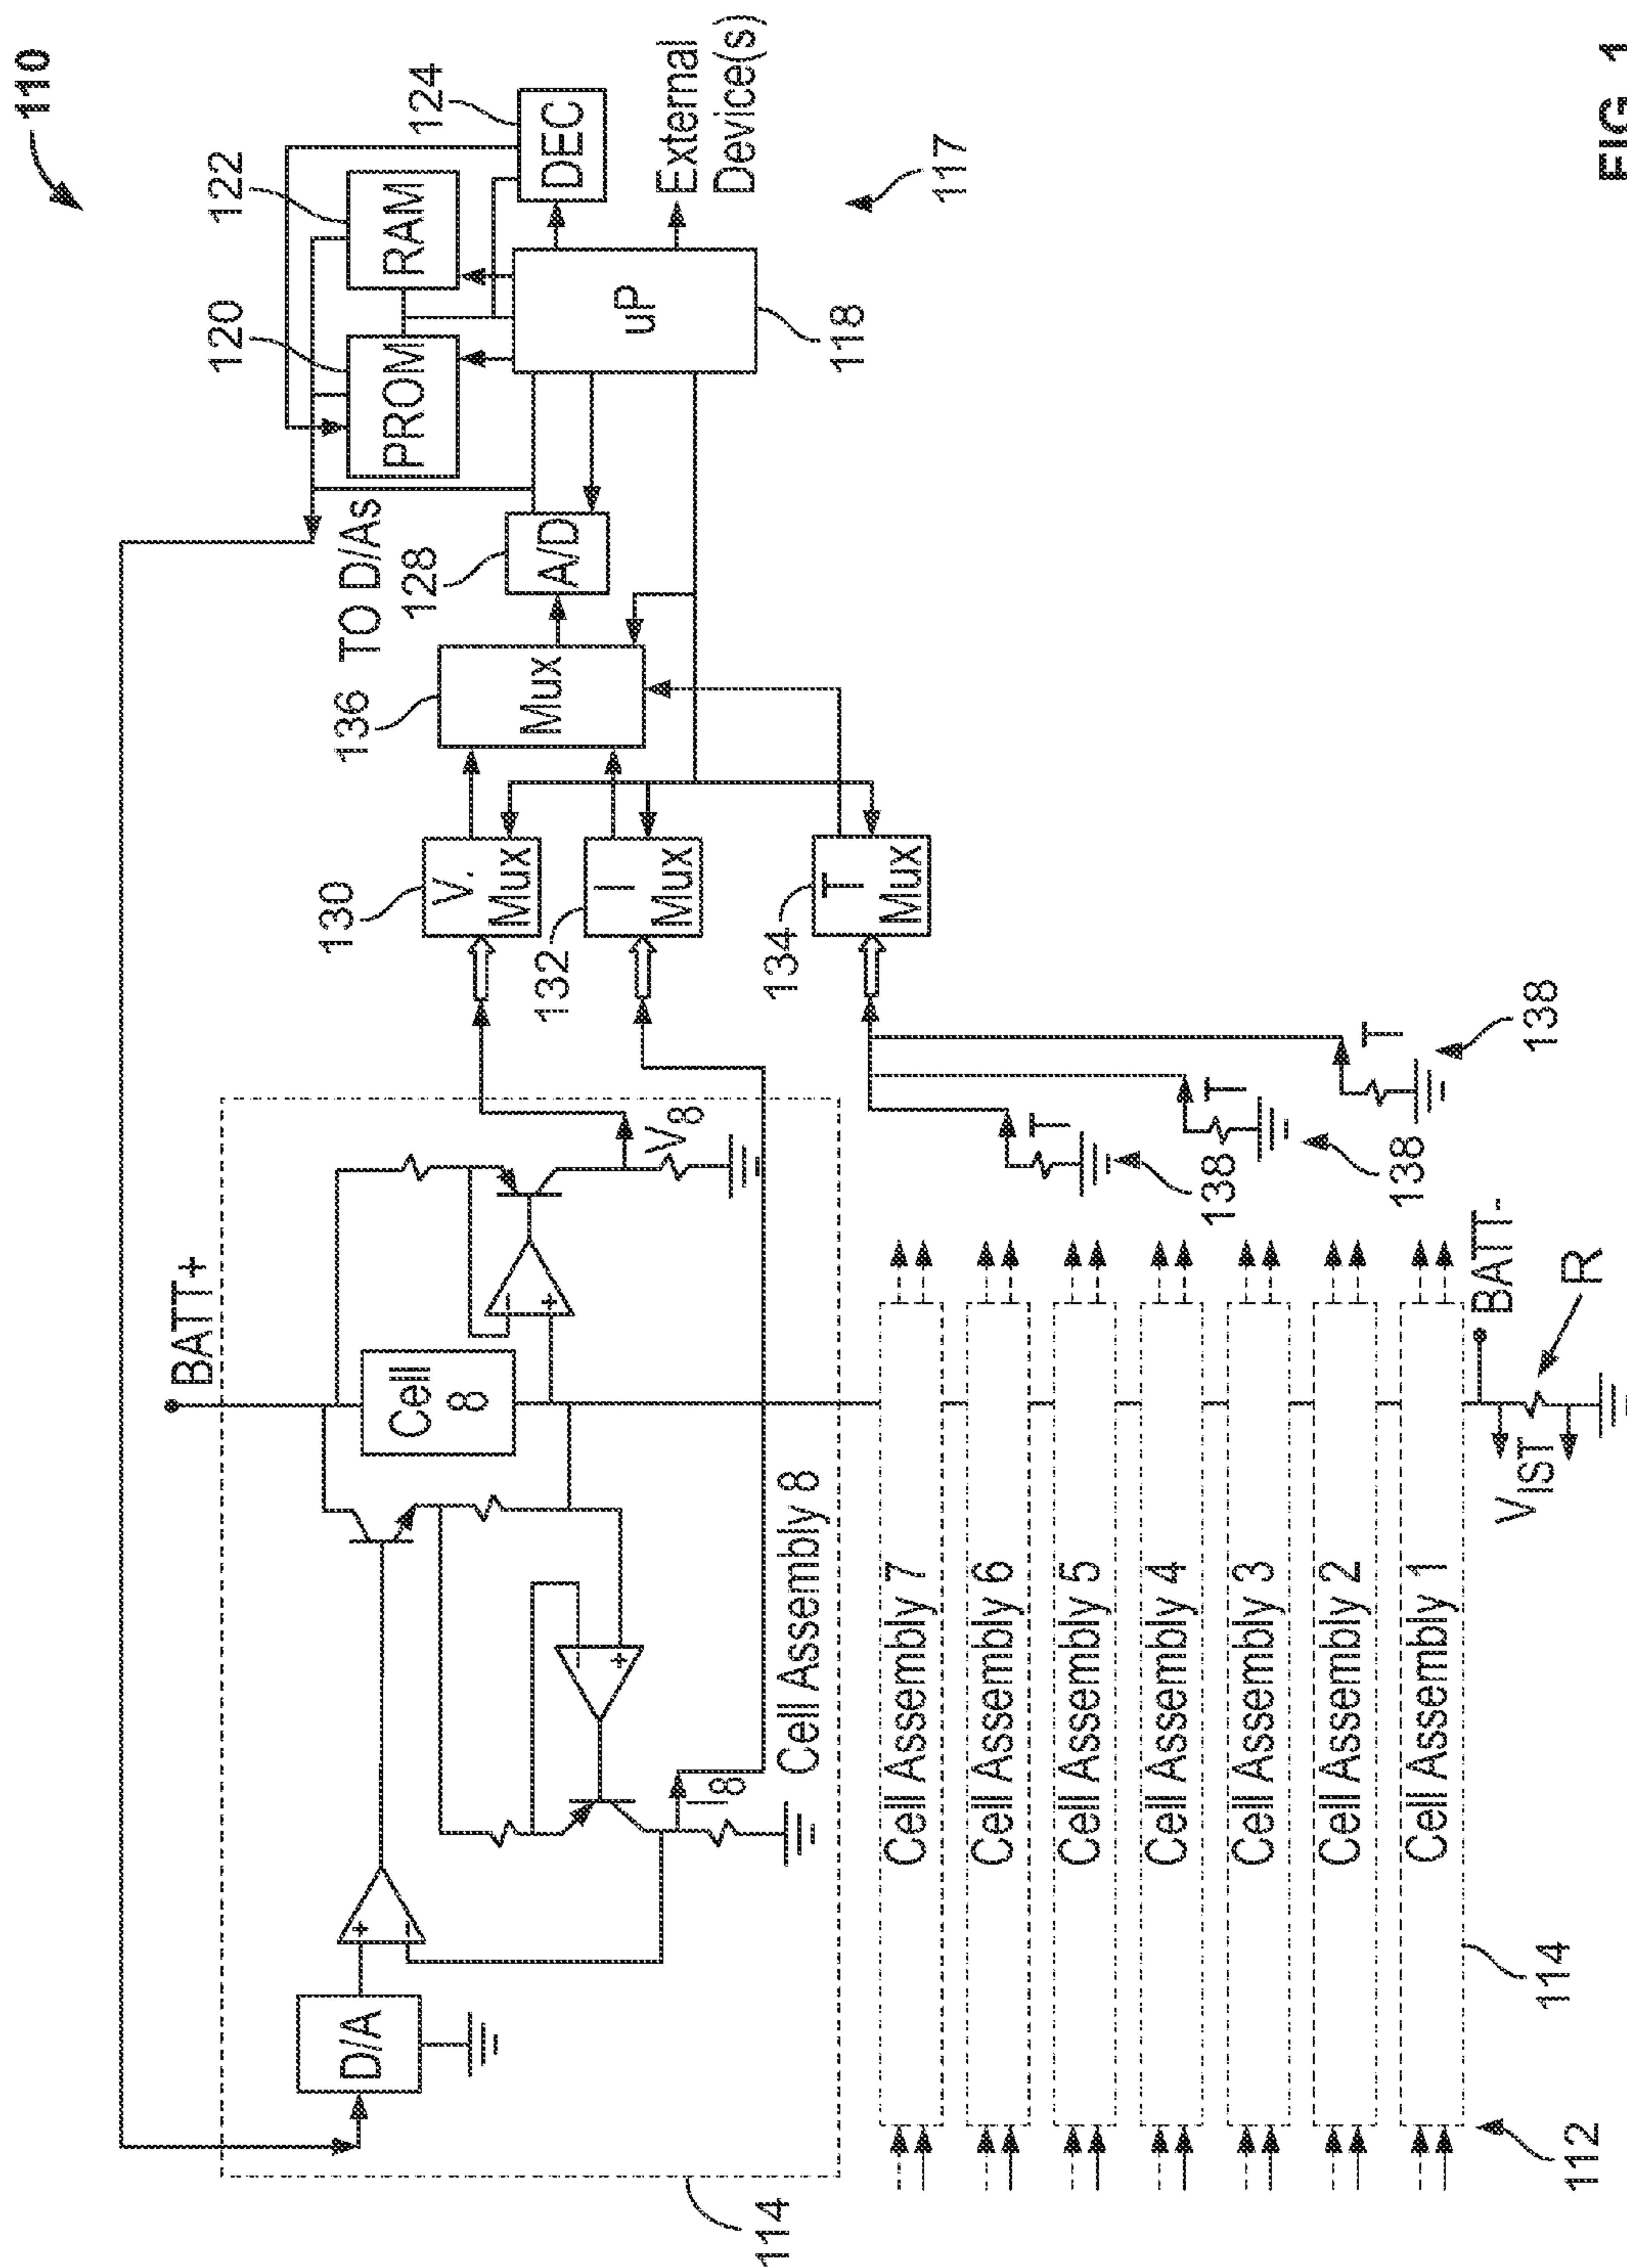 110
122
124
120
RAM
DEC
PROM
External
Device(s)
uP
118
117
TO D/As
128
A/D
136
Mux
130
V.
Mux
132
I
Mux
134
T
Mux
BATT+
Cell
8
V8
D/A
I8
Cell Assembly 8
114
T
138
T
138
T
138
Cell Assembly 7
Cell Assembly 6
Cell Assembly 5
Cell Assembly 4
Cell Assembly 3
Cell Assembly 2
Cell Assembly 1
114
112
BATT-
R
VIST
FIG. 1